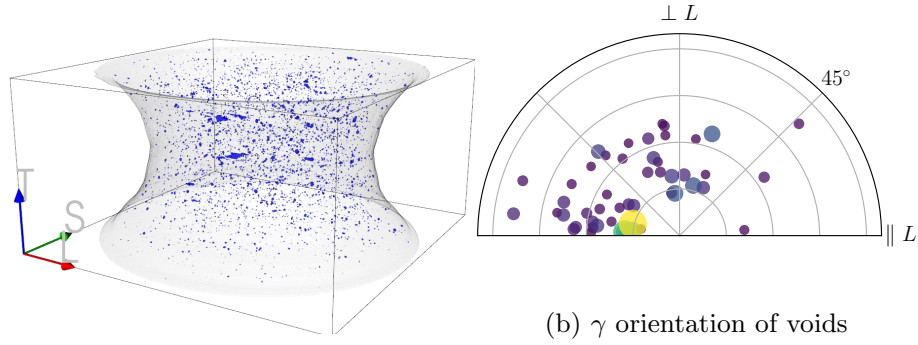 T
S
L
⊥ L
45°
∥ L
(b) γ orientation of voids